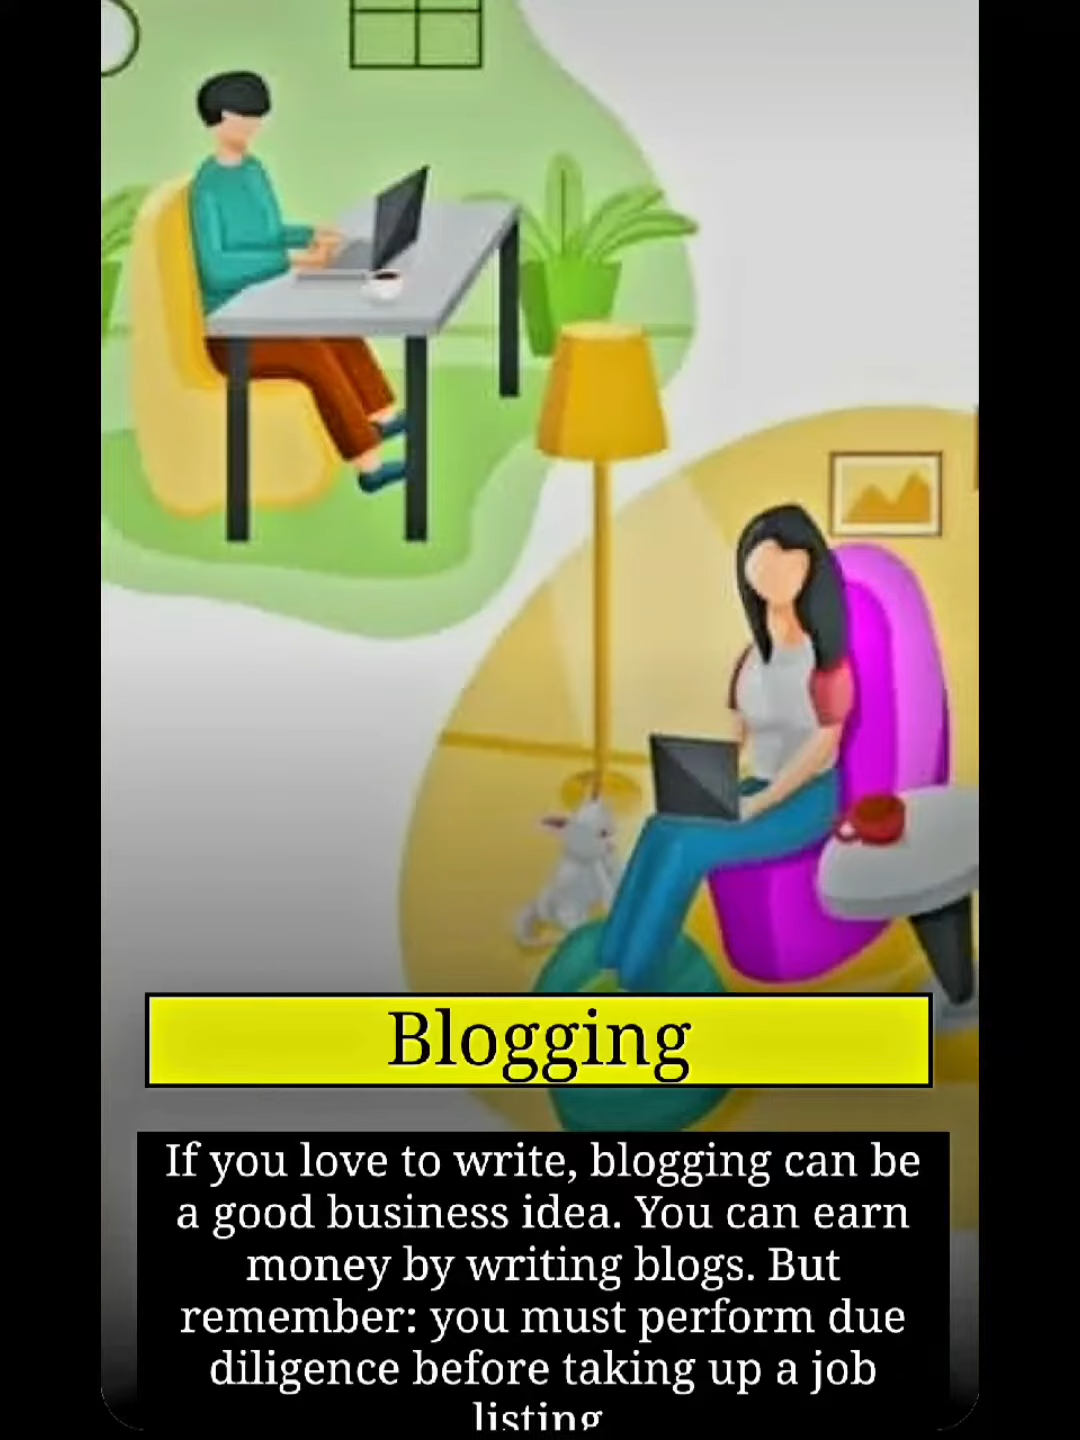 Blogging
If you love to write, blogging can be
a good business idea. You can earn
money by writing blogs. But
remember: you must perform due
diligence before taking up a job
listing